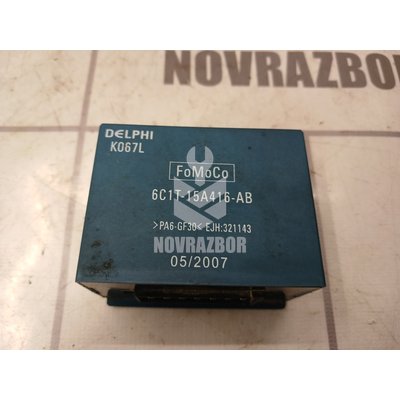 NOVRAZBOR
DELPHI
K067L
FoMoCo
6C1T-15A416-AB
>PA6-GF30< EJH:321143
NOVRAZBOR
05/2007